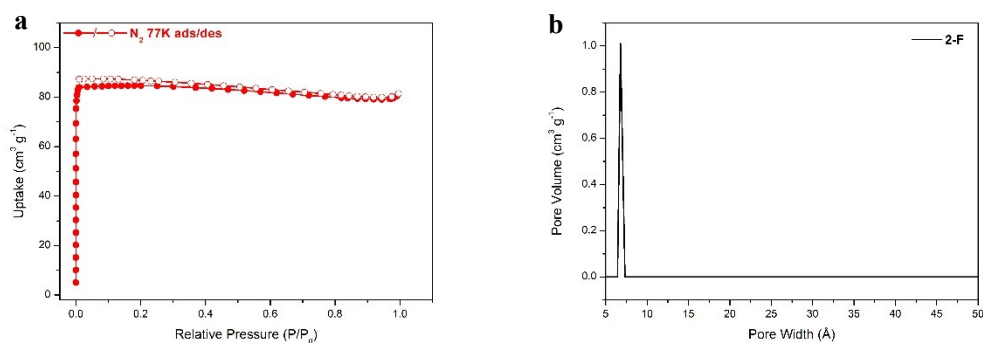 a
N₂ 77K ads/des
100
80
60
40
20
0
Uptake (cm³ g⁻¹)
0.0 0.2 0.4 0.6 0.8 1.0
Relative Pressure (P/P₀)
b
2-F
1.0
0.8
0.6
0.4
0.2
0.0
Pore Volume (cm³ g⁻¹)
5 10 15 20 25 30 35 40 45 50
Pore Width (Å)